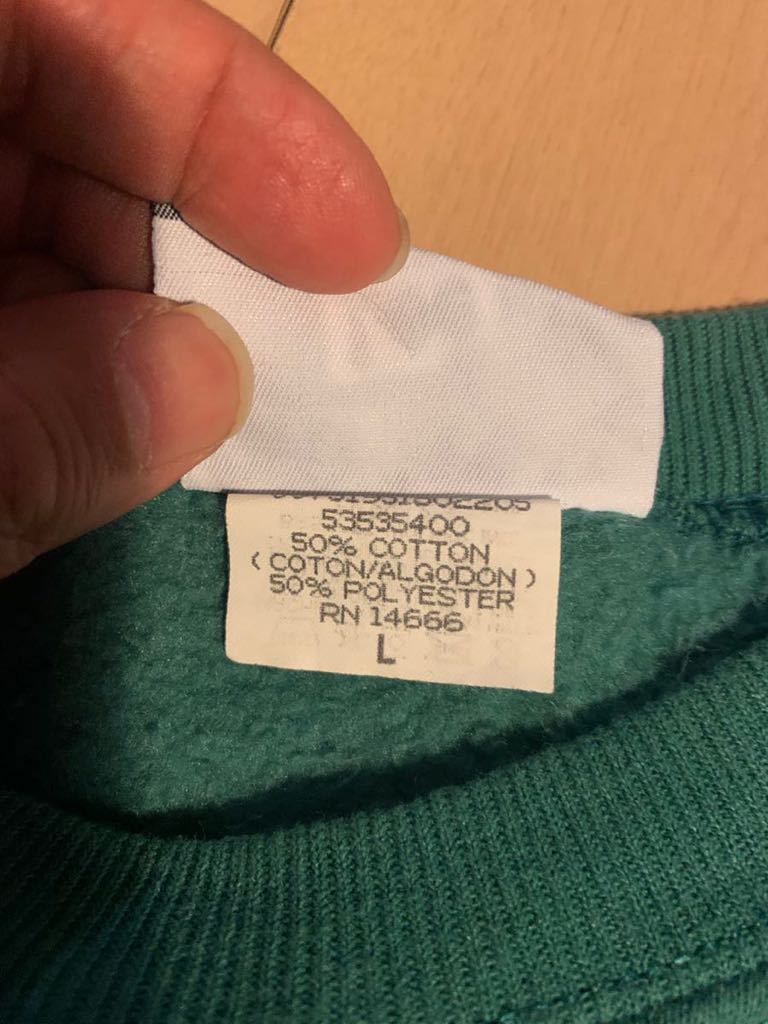 53535400
50% COTTON
(COTON/ALGODON)
50% POLYESTER
RN 14666
L